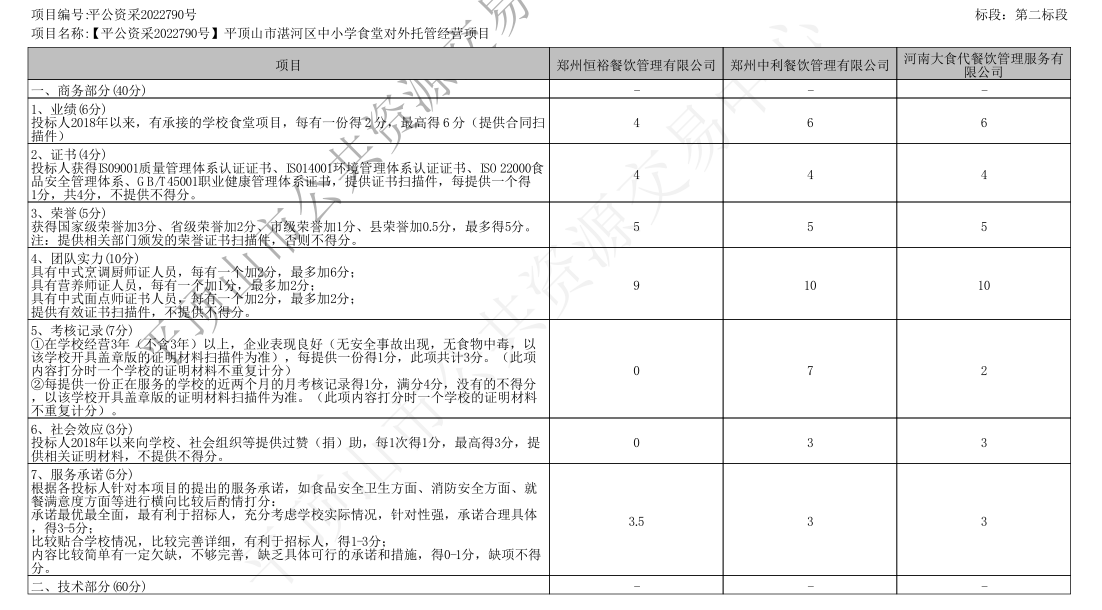 项目编号:平公资采2022790号
标段: 第二标段
项目名称:【平公资采2022790号】平顶山市湛河区中小学食堂对外托管经营项目
项目 郑州恒裕餐饮管理有限公司 郑州中利餐饮管理有限公司 河南大食代餐饮管理服务有
限公司
一、商务部分(40分) - - -
1、业绩(6分)
投标人2018年以来，有承接的学校食堂项目，每有一份得2分，最高得6分（提供合同扫
描件） 4 6 6
2、证书(4分)
投标人获得ISO9001质量管理体系认证证书、ISO14001环境管理体系认证证书、ISO 22000食
品安全管理体系、GB/T45001职业健康管理体系证书，提供证书扫描件，每提供一个得
1分，共4分，不提供不得分。 4 4 4
3、荣誉(5分)
获得国家级荣誉加3分、省级荣誉加2分、市级荣誉加1分、县荣誉加0.5分，最多得5分。
注：提供相关部门颁发的荣誉证书扫描件，否则不得分。 5 5 5
4、团队实力(10分)
具有中式烹调厨师证人员，每有一个加2分，最多加6分；
具有营养师证人员，每有一个加1分，最多加2分；
具有中式面点师证书人员，每有一个加2分，最多加2分；
提供有效证书扫描件，不提供不得分。 9 10 10
5、考核记录(7分)
①在学校经营3年（不含3年）以上，企业表现良好（无安全事故出现，无食物中毒，以
该学校开具盖章版的证明材料扫描件为准），每提供一份得1分，此项共计3分。（此项
内容打分时一个学校的证明材料不重复计分）
②每提供一份正在服务的学校的近两个月的月考核记录得1分，满分4分，没有的不得分
，以该学校开具盖章版的证明材料扫描件为准。（此项内容打分时一个学校的证明材料
不重复计分）。 0 7 2
6、社会效应(3分)
投标人2018年以来向学校、社会组织等提供过赞（捐）助，每1次得1分，最高得3分，提
供相关证明材料，不提供不得分。 0 3 3
7、服务承诺(5分)
根据各投标人针对本项目的提出的服务承诺，如食品安全卫生方面、消防安全方面、就
餐满意度方面等进行横向比较后酌情打分：
承诺最优最全面，最有利于招标人，充分考虑学校实际情况，针对性强，承诺合理具体
，得3-5分；
比较贴合学校情况，比较完善详细，有利于招标人，得1-3分；
内容比较简单有一定欠缺，不够完善，缺乏具体可行的承诺和措施，得0-1分，缺项不得
分。 3.5 3 3
二、技术部分(60分) - - -
平顶山市公共资源交易中心
平顶山市公共资源交易中心